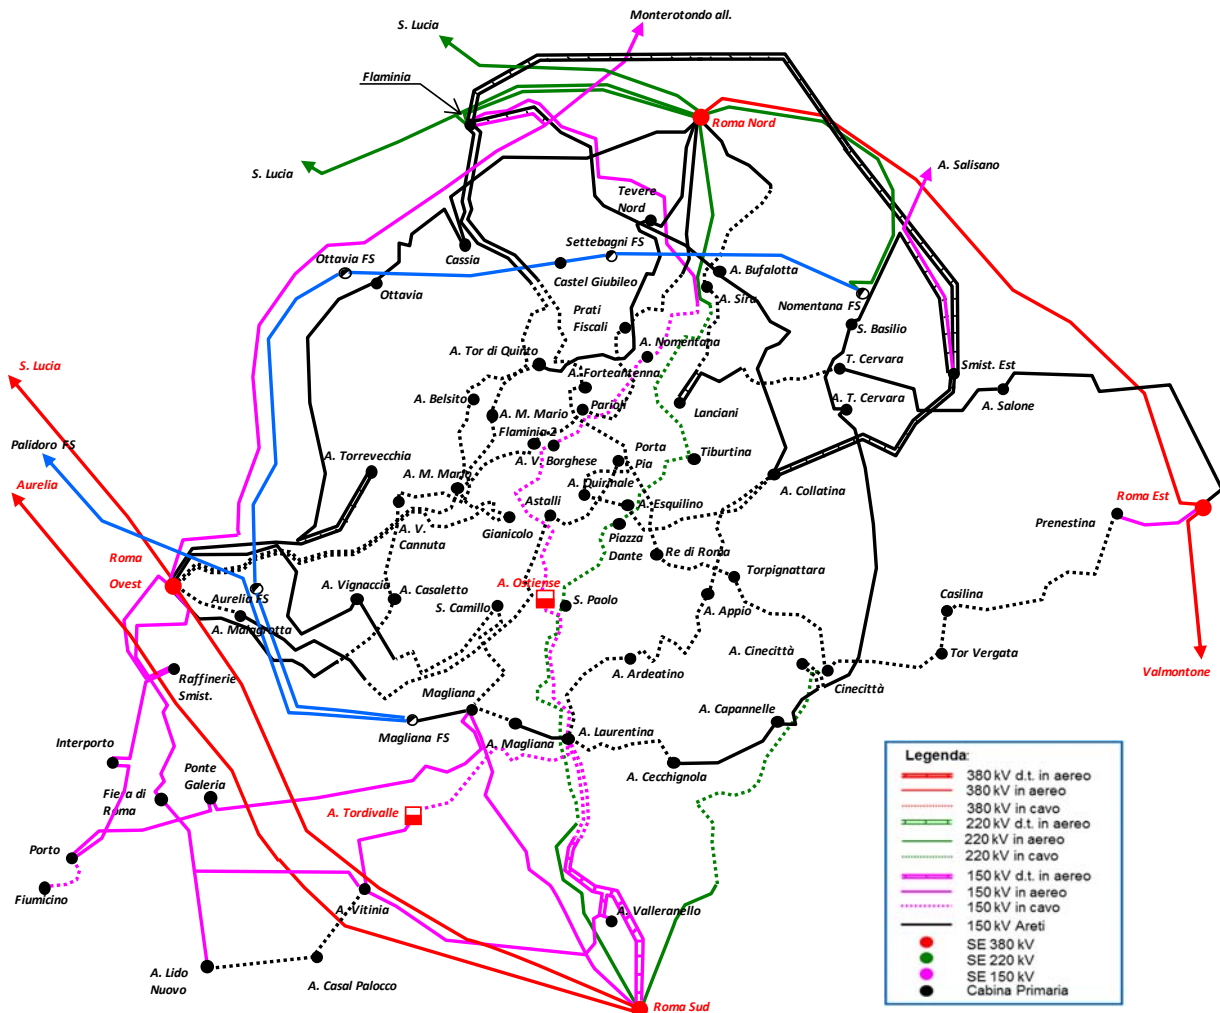 Monterotondo all.
S. Lucia
Flaminia
Roma Nord
S. Lucia
A. Salisano
Tevere
Nord
Settebagni FS
Ottavia FS
Cassia
Castel Giubileo
A. Bufalotta
Ottavia
A. Sira
Nomentana FS
Prati
Fiscali
S. Basilio
A. Nomentana
A. Tor di Quinto
T. Cervara
Smist. Est
S. Lucia
A. Forteantenna
A. Belsito
Parioli
Lanciani
A. T. Cervara
A. Salone
A. M. Mario
Flaminia 2
Palidoro FS
Porta
Pia
A. Torrevecchia
A. V. Borghese
Tiburtina
A. M. Mario
Aurelia
A. Quirinale
A. Collatina
Roma Est
Astalli
A. Esquilino
Prenestina
A. V.
Cannuta
Gianicolo
Piazza
Dante
Roma
Ovest
Re di Roma
Torpignattara
A. Vignaccia
A. Casaletto
A. Ostiense
Aurelia FS
S. Camillo
S. Paolo
A. Appio
Casilina
A. Malagrotta
Tor Vergata
A. Cinecittà
Valmontone
A. Ardeatino
Cinecittà
Raffinerie
Smist.
Magliana
A. Capannelle
Magliana FS
A. Magliana
A. Laurentina
Interporto
A. Cecchignola
Ponte
Galeria
Fiera di
Roma
A. Tordivalle
Porto
Fiumicino
A. Vitinia
A. Valleranello
A. Lido
Nuovo
A. Casal Palocco
Roma Sud
Legenda:
380 kV d.t. in aereo
380 kV in aereo
380 kV in cavo
220 kV d.t. in aereo
220 kV in aereo
220 kV in cavo
150 kV d.t. in aereo
150 kV in aereo
150 kV in cavo
150 kV Areti
SE 380 kV
SE 220 kV
SE 150 kV
Cabina Primaria